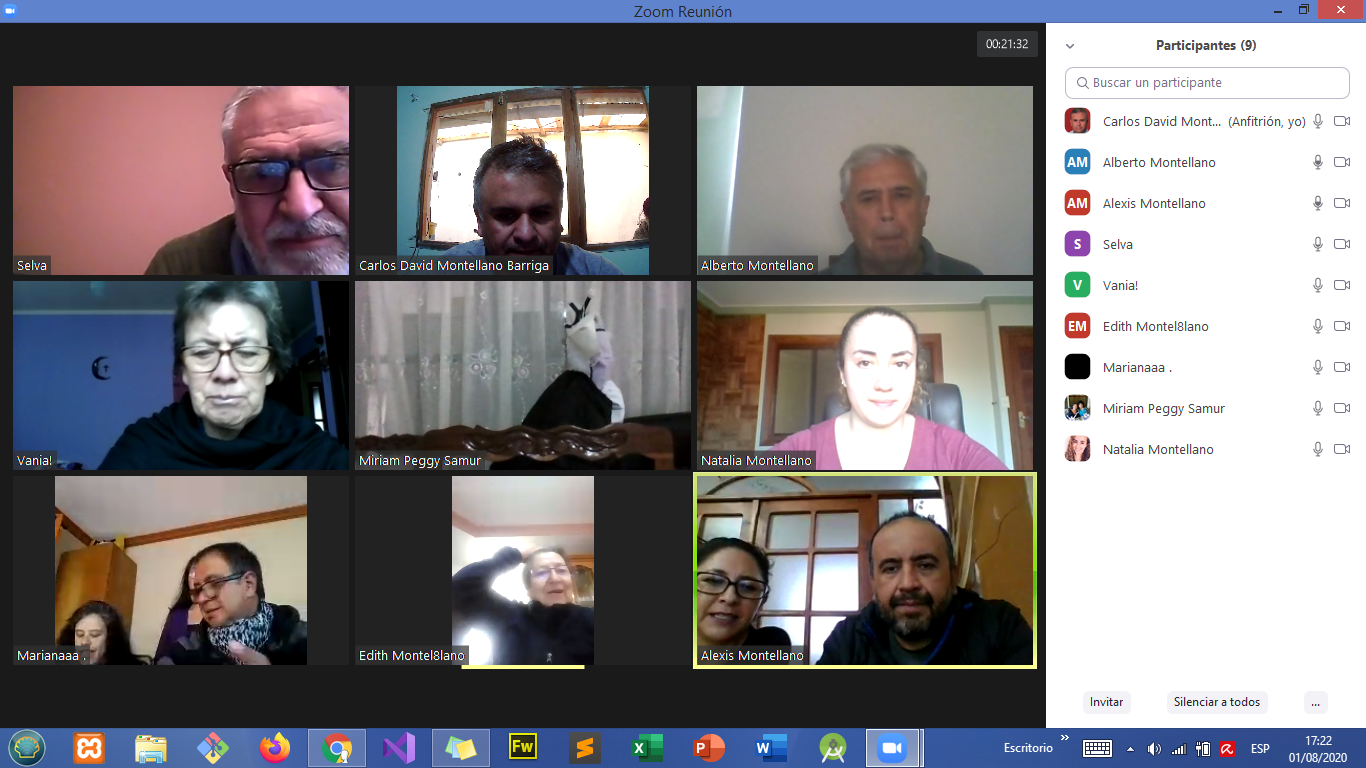 Zoom Reunión
00:21:32
Selva
Carlos David Montellano Barriga
Alberto Montellano
Vania!
Miriam Peggy Samur
Natalia Montellano
Marianaaa .
Edith Montel8lano
Alexis Montellano
Participantes (9)
Buscar un participante
Carlos David Mont... (Anfitrión, yo)
AM Alberto Montellano
AM Alexis Montellano
S Selva
V Vania!
EM Edith Montel8lano
Marianaaa .
Miriam Peggy Samur
Natalia Montellano
Invitar Silenciar a todos ...
Fw
Escritorio » ESP 17:22
01/08/2020